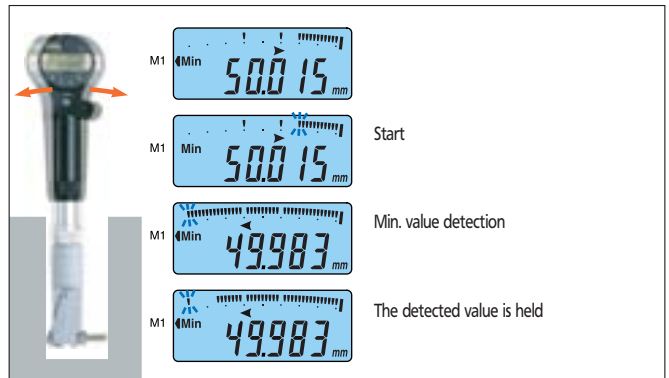 M1 Min
50.015 mm
M1 Min
50.015 mm
Start
M1 Min
49.983 mm
Min. value detection
M1 Min
49.983 mm
The detected value is held